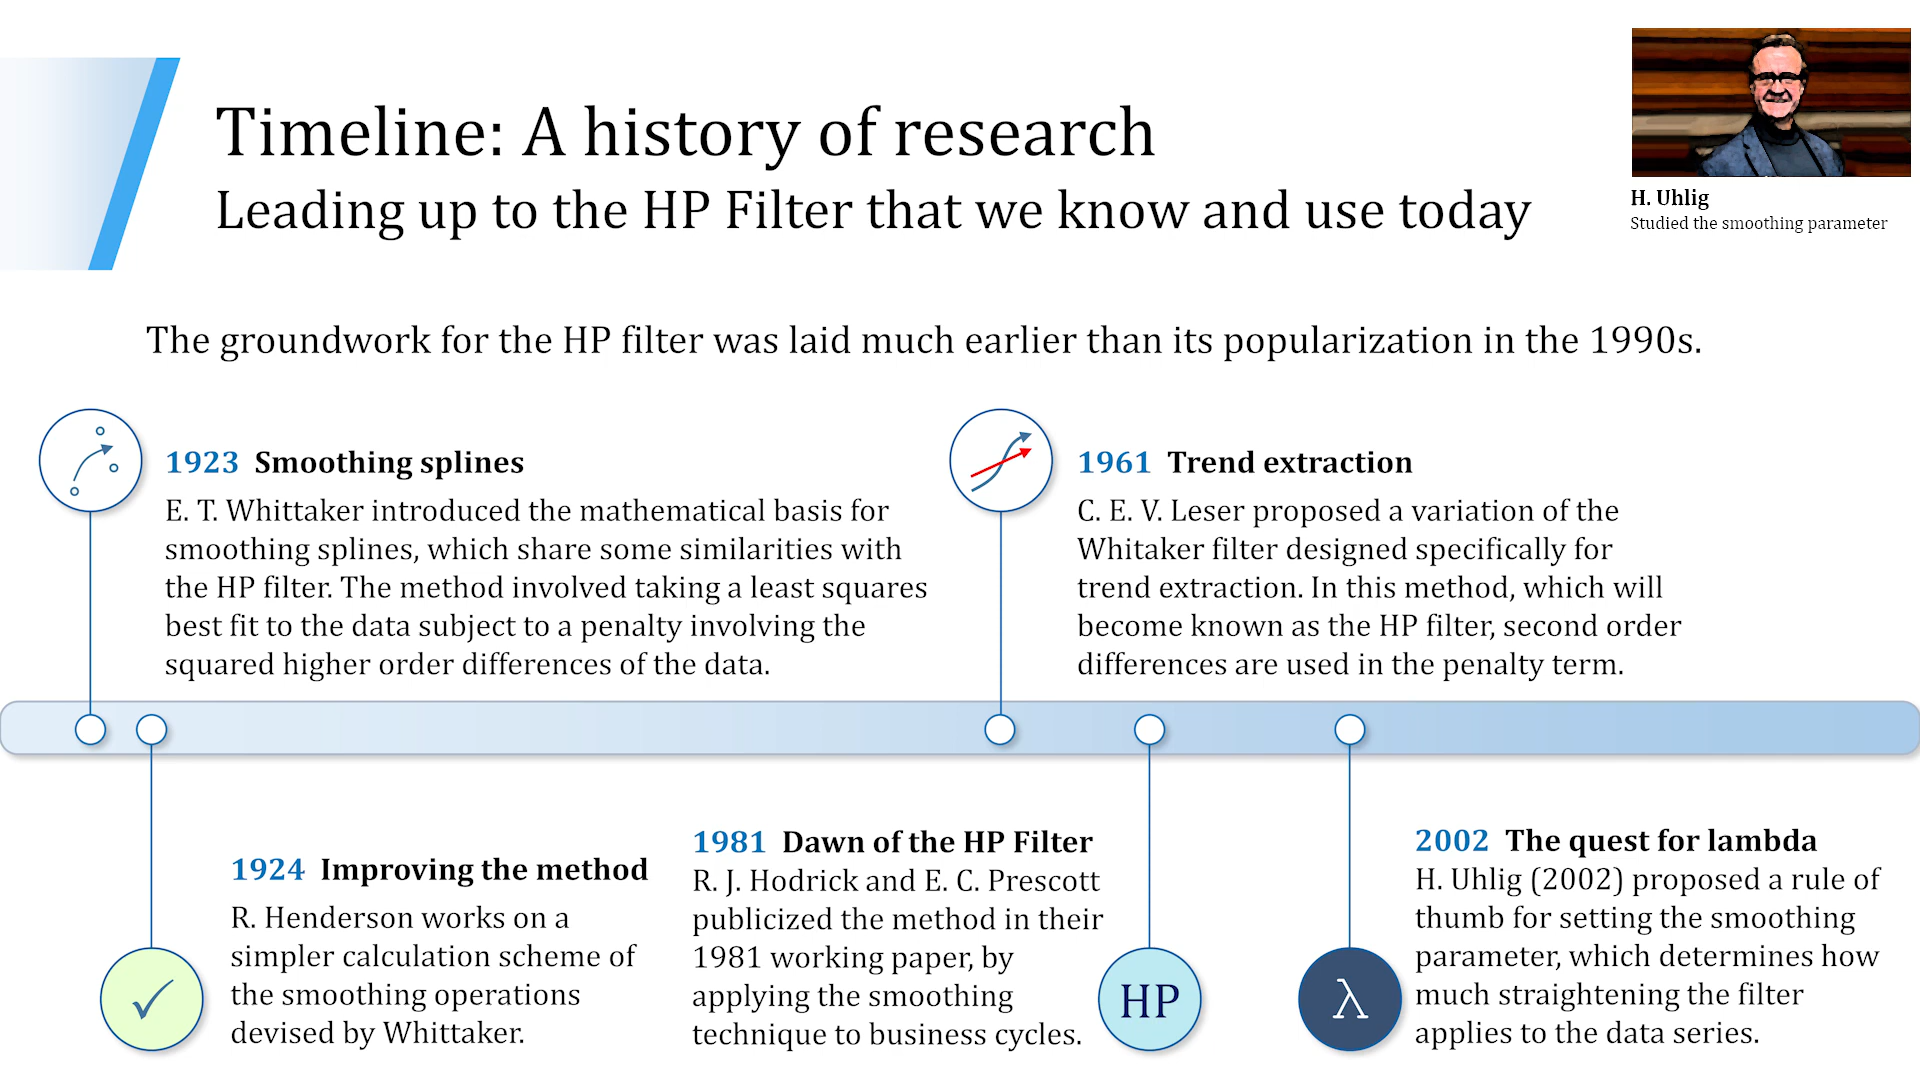 Timeline: A history of research
Leading up to the HP Filter that we know and use today
H. Uhlig
Studied the smoothing parameter
The groundwork for the HP filter was laid much earlier than its popularization in the 1990s.
1923 Smoothing splines
E. T. Whittaker introduced the mathematical basis for
smoothing splines, which share some similarities with
the HP filter. The method involved taking a least squares
best fit to the data subject to a penalty involving the
squared higher order differences of the data.
1961 Trend extraction
C. E. V. Leser proposed a variation of the
Whitaker filter designed specifically for
trend extraction. In this method, which will
become known as the HP filter, second order
differences are used in the penalty term.
1924 Improving the method
R. Henderson works on a
simpler calculation scheme of
the smoothing operations
devised by Whittaker.
1981 Dawn of the HP Filter
R. J. Hodrick and E. C. Prescott
publicized the method in their
1981 working paper, by
applying the smoothing
technique to business cycles.
HP
λ
2002 The quest for lambda
H. Uhlig (2002) proposed a rule of
thumb for setting the smoothing
parameter, which determines how
much straightening the filter
applies to the data series.